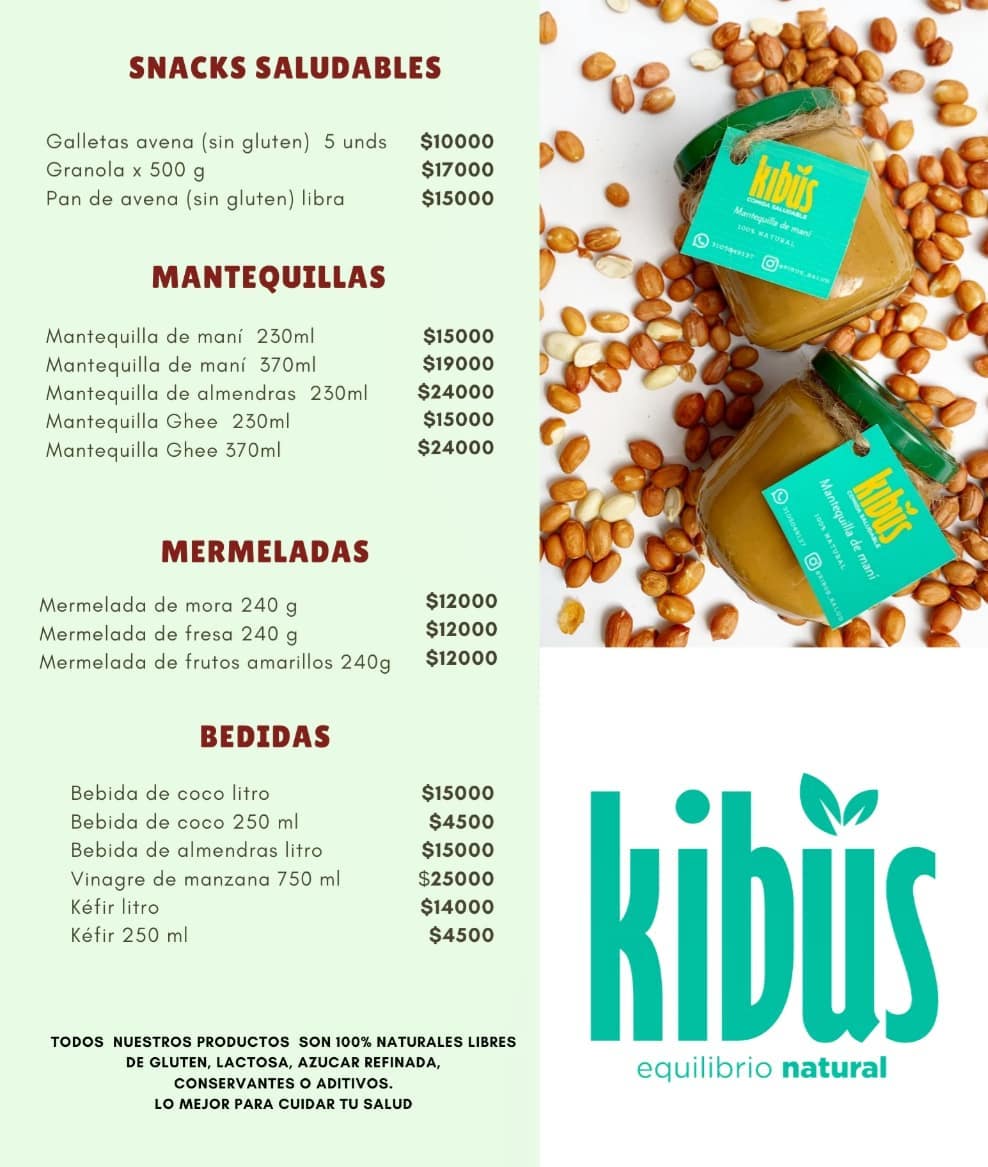 SNACKS SALUDABLES
Galletas avena (sin gluten) 5 unds $10000
Granola x 500 g $17000
Pan de avena (sin gluten) libra $15000
MANTEQUILLAS
Mantequilla de maní 230ml $15000
Mantequilla de maní 370ml $19000
Mantequilla de almendras 230ml $24000
Mantequilla Ghee 230ml $15000
Mantequilla Ghee 370ml $24000
MERMELADAS
Mermelada de mora 240 g $12000
Mermelada de fresa 240 g $12000
Mermelada de frutos amarillos 240g $12000
BEDIDAS
Bebida de coco litro $15000
Bebida de coco 250 ml $4500
Bebida de almendras litro $15000
Vinagre de manzana 750 ml $25000
Kéfir litro $14000
Kéfir 250 ml $4500
TODOS NUESTROS PRODUCTOS SON 100% NATURALES LIBRES
DE GLUTEN, LACTOSA, AZUCAR REFINADA,
CONSERVANTES O ADITIVOS.
LO MEJOR PARA CUIDAR TU SALUD
kibus
COMIDA SALUDABLE
Mantequilla de maní
100% NATURAL
kibus
COMIDA SALUDABLE
Mantequilla de maní
100% NATURAL
kibus
equilibrio natural